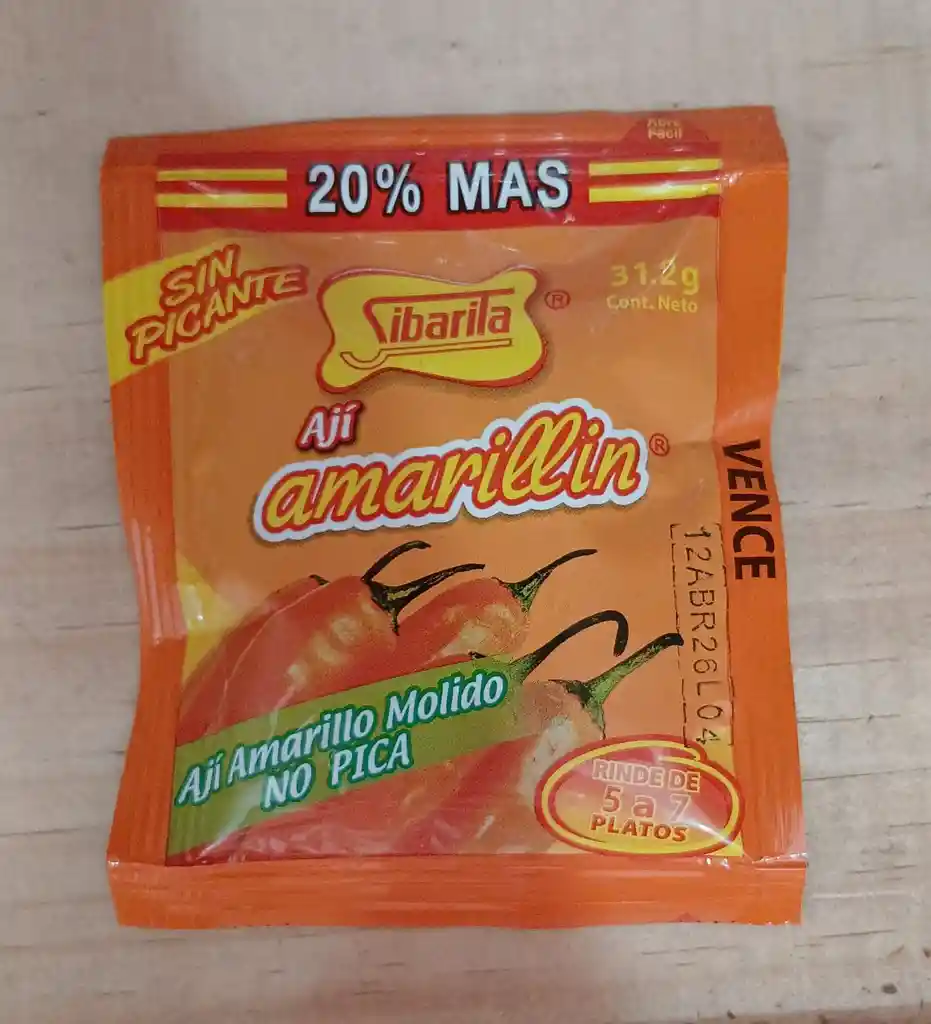 Abre
Facil
20% MAS
SIN
PICANTE
Sibarita ®
31.2g
Cont. Neto
Ají
amarillin ®
VENCE
12ABR26L04
Ají Amarillo Molido
NO PICA
RINDE DE
5 a 7
PLATOS